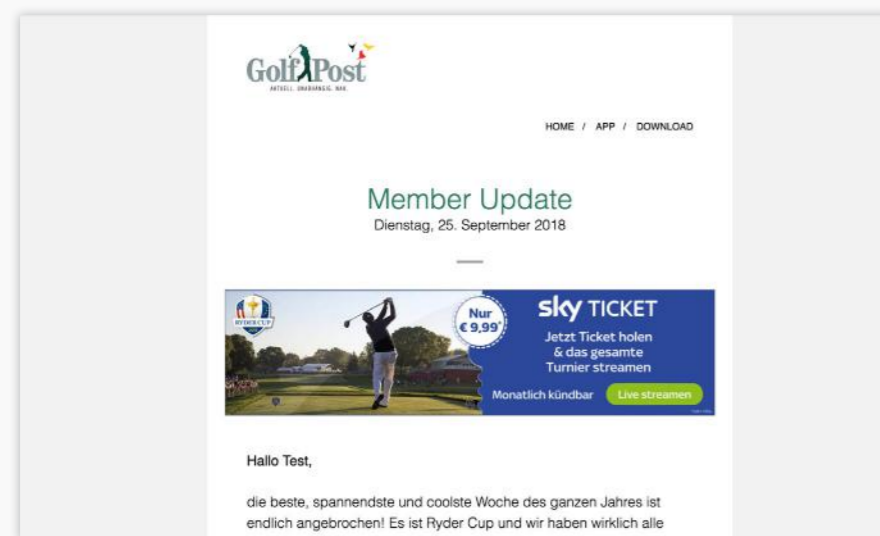 Golf Post
AKTUELL. UNABHÄNGIG. NAH.
HOME / APP / DOWNLOAD
Member Update
Dienstag, 25. September 2018
RYDER CUP
Nur
€ 9,99*
sky TICKET
Jetzt Ticket holen
& das gesamte
Turnier streamen
Monatlich kündbar
Live streamen
Hallo Test,
die beste, spannendste und coolste Woche des ganzen Jahres ist
endlich angebrochen! Es ist Ryder Cup und wir haben wirklich alle